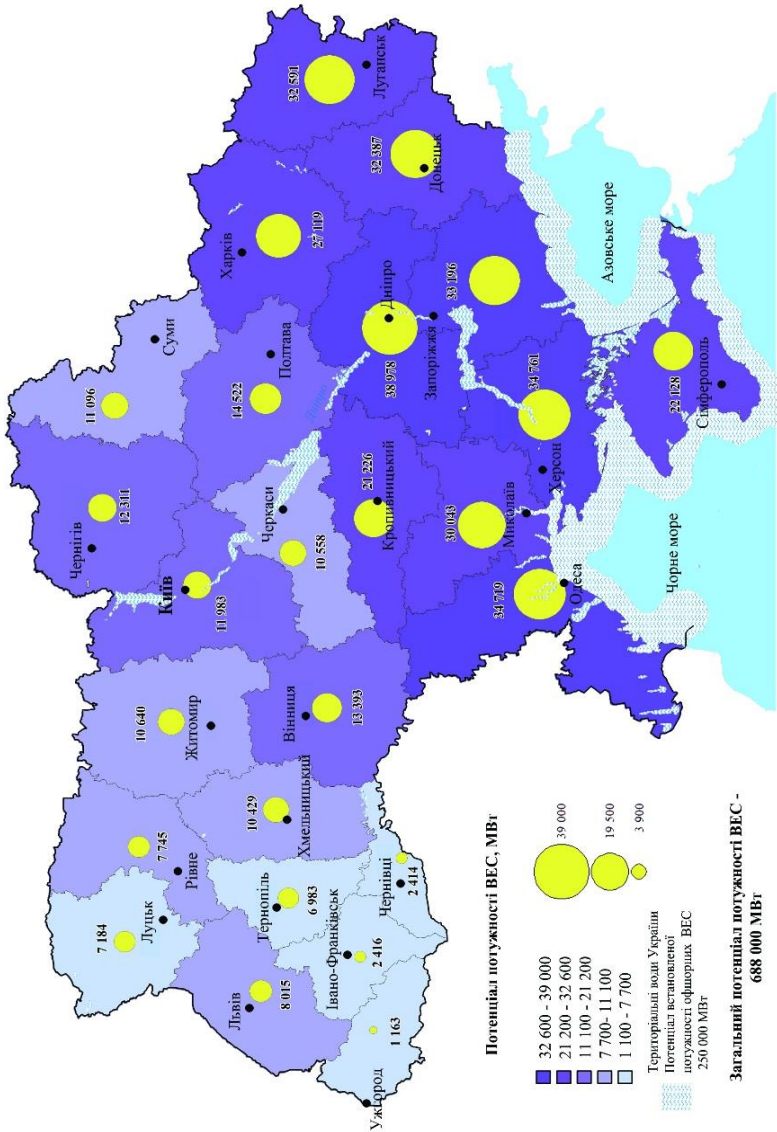 7 184
Луцьк
7 745
Рівне
10 640
Житомир
Київ
11 983
Чернігів
12 311
11 096
Суми
Львів
8 015
Тернопіль
6 983
10 429
Хмельницький
Вінниця
13 393
Черкаси
10 558
14 522
Полтава
Харків
27 119
32 591
Луганськ
Ужгород
1 163
Івано-Франківськ
2 416
Чернівці
2 414
21 226
Кропивницький
38 978
Дніпро
Запоріжжя
33 196
32 387
Донецьк
34 719
Одеса
30 043
Миколаїв
Херсон
34 761
22 128
Сімферополь
Азовське море
Чорне море
Потенціал потужності ВЕС, МВт
32 600 - 39 000
21 200 - 32 600
11 100 - 21 200
7 700- 11 100
1 100 - 7 700
39 000
19 500
3 900
Територіальні води України
Потенціал встановленої
потужності офшорних ВЕС
250 000 МВт
Загальний потенціал потужності ВЕС -
688 000 МВт